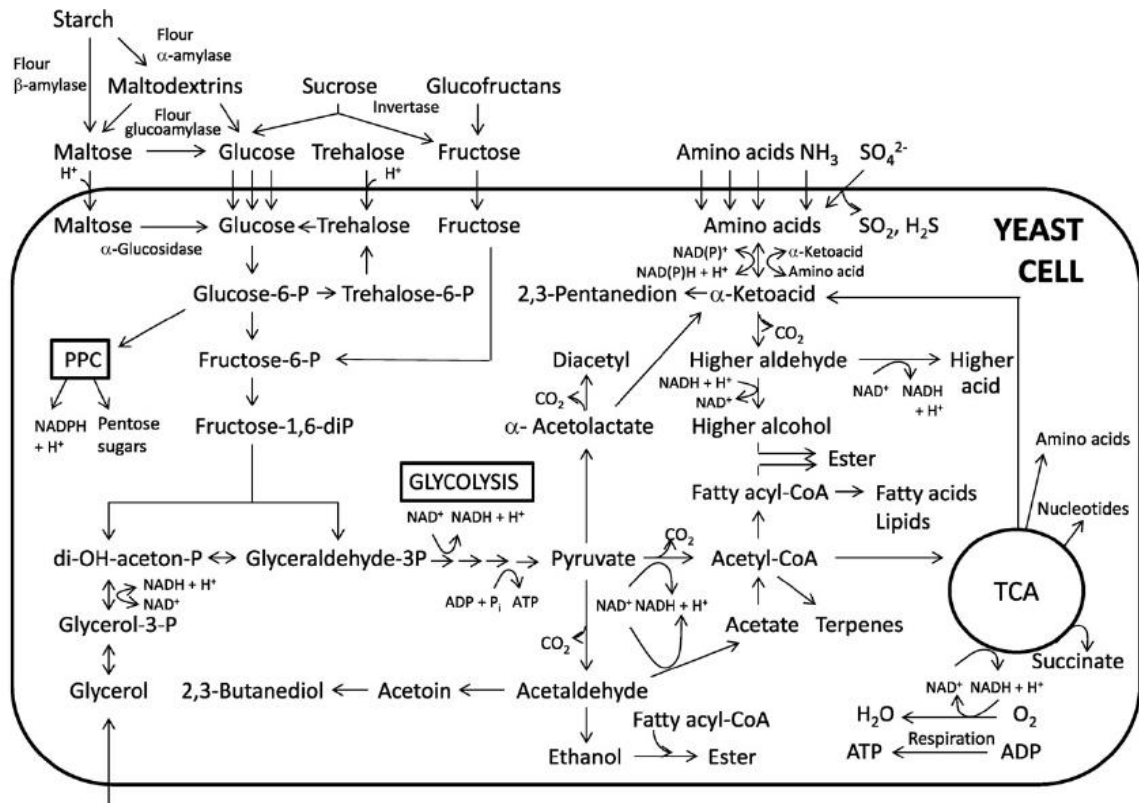 Starch
Flour
α-amylase
Flour
β-amylase
Maltodextrins
Sucrose
Glucofructans
Invertase
Flour
glucoamylase
Maltose
Glucose
Trehalose
Fructose
Amino acids NH₃
SO₄²⁻
H⁺
H⁺
Maltose
Glucose
Trehalose
Fructose
Amino acids
SO₂, H₂S
YEAST
CELL
α-Glucosidase
NAD(P)⁺
α-Ketoacid
NAD(P)H + H⁺
Amino acid
Glucose-6-P
Trehalose-6-P
2,3-Pentanedion
α-Ketoacid
CO₂
PPC
Fructose-6-P
Diacetyl
Higher aldehyde
Higher
acid
NADH + H⁺
NAD⁺
NAD⁺
NADH
+ H⁺
CO₂
NADPH
+ H⁺
Pentose
sugars
Fructose-1,6-diP
α- Acetolactate
Higher alcohol
Amino acids
Ester
GLYCOLYSIS
Fatty acyl-CoA
Fatty acids
Lipids
Nucleotides
NAD⁺ NADH + H⁺
CO₂
di-OH-aceton-P
Glyceraldehyde-3P
Pyruvate
Acetyl-CoA
TCA
NADH + H⁺
NAD⁺
ADP + Pᵢ ATP
NAD⁺ NADH + H⁺
Glycerol-3-P
Acetate
Terpenes
CO₂
Succinate
Glycerol
2,3-Butanediol
Acetoin
Acetaldehyde
NAD⁺ NADH + H⁺
H₂O
O₂
Fatty acyl-CoA
Respiration
Ethanol
Ester
ATP
ADP